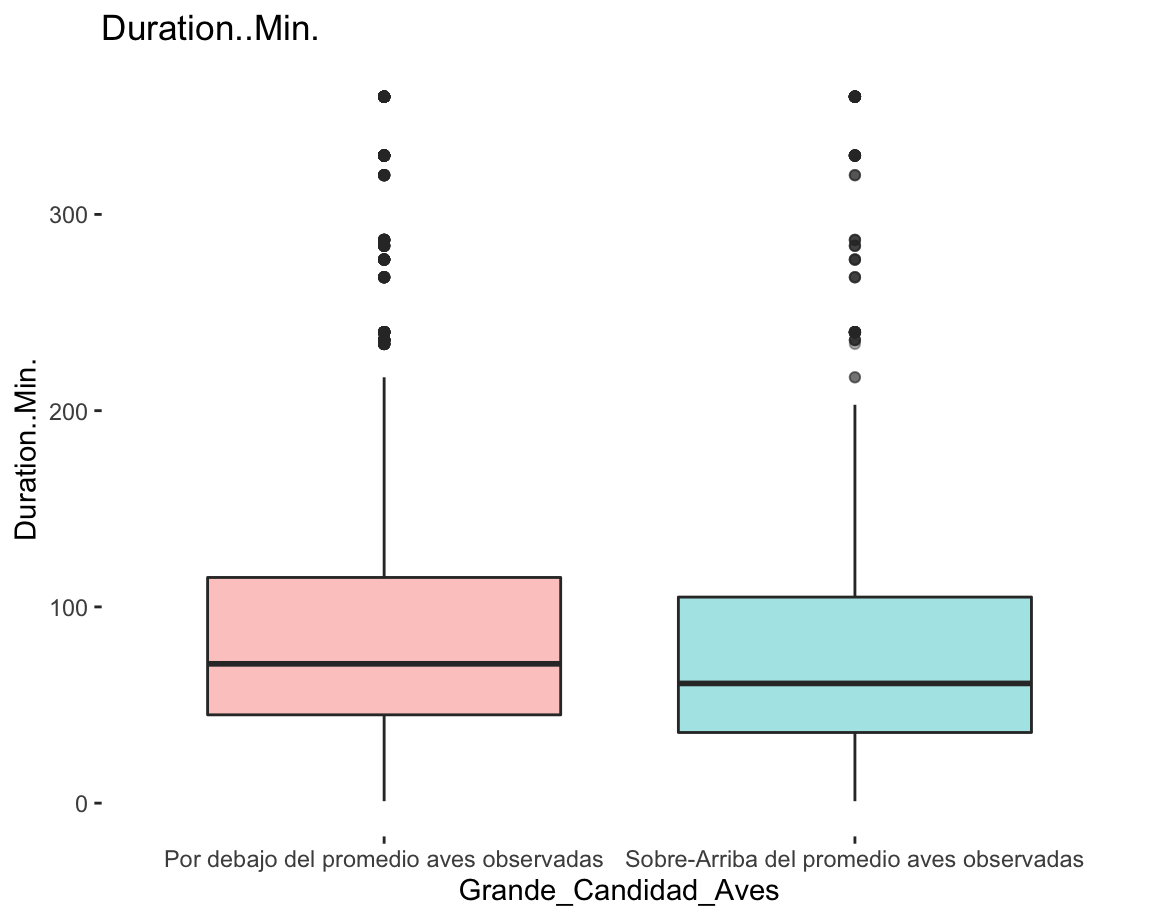 Duration..Min.
Duration..Min.
300
200
100
0
Por debajo del promedio aves observadas
Sobre-Arriba del promedio aves observadas
Grande_Candidad_Aves